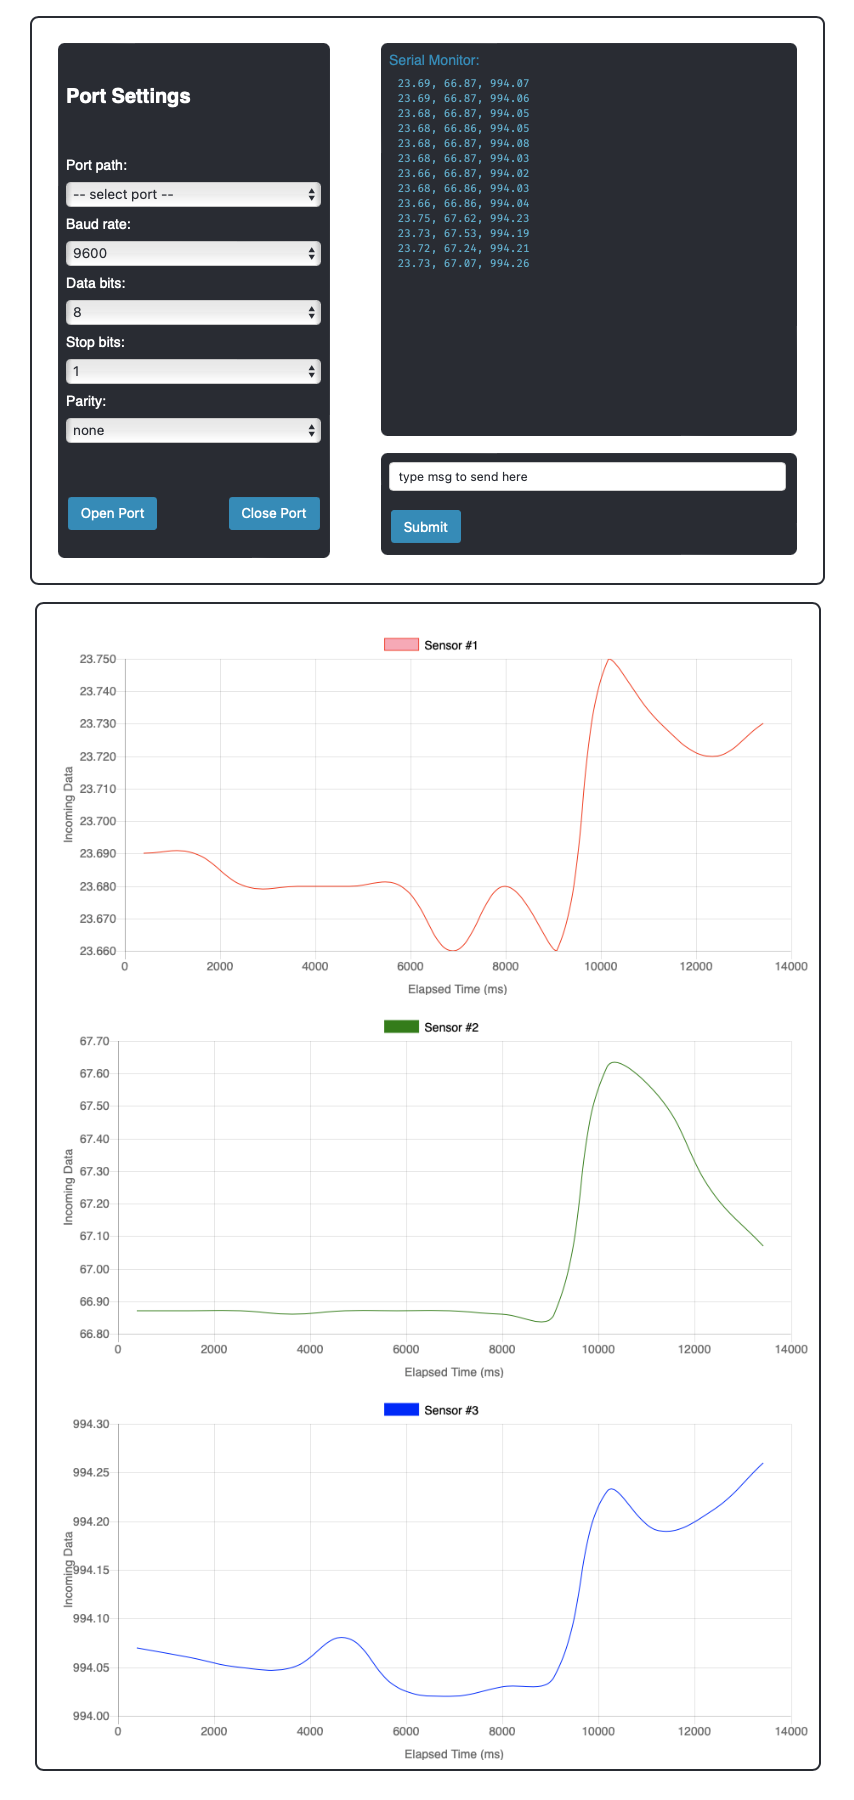 Port Settings
Port path:
-- select port --
Baud rate:
9600
Data bits:
8
Stop bits:
1
Parity:
none
Open Port
Close Port
Serial Monitor:
23.69, 66.87, 994.07
23.69, 66.87, 994.06
23.68, 66.87, 994.05
23.68, 66.86, 994.05
23.68, 66.87, 994.08
23.68, 66.87, 994.03
23.66, 66.87, 994.02
23.68, 66.86, 994.03
23.66, 66.86, 994.04
23.75, 67.62, 994.23
23.73, 67.53, 994.19
23.72, 67.24, 994.21
23.73, 67.07, 994.26
type msg to send here
Submit
Sensor #1
23.750
23.740
23.730
23.720
23.710
23.700
23.690
23.680
23.670
23.660
Incoming Data
0 2000 4000 6000 8000 10000 12000 14000
Elapsed Time (ms)
Sensor #2
67.70
67.60
67.50
67.40
67.30
67.20
67.10
67.00
66.90
66.80
Incoming Data
0 2000 4000 6000 8000 10000 12000 14000
Elapsed Time (ms)
Sensor #3
994.30
994.25
994.20
994.15
994.10
994.05
994.00
Incoming Data
0 2000 4000 6000 8000 10000 12000 14000
Elapsed Time (ms)